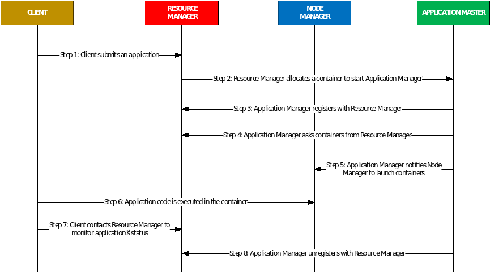 CLIENT
RESOURCE
MANAGER
NODE
MANAGER
APPLICATION MASTER
Step 1: Client submits an application
Step 2: Resource Manager allocates a container to start Application Manager
Step 3: Application Manager registers with Resource Manager
Step 4: Application Manager asks containers from Resource Manager
Step 5: Application Manager notifies Node
Manager to launch containers
Step 6: Application code is executed in the container
Step 7: Client contacts Resource Manager to
monitor application's status
Step 8: Application Manager unregisters with Resource Manager